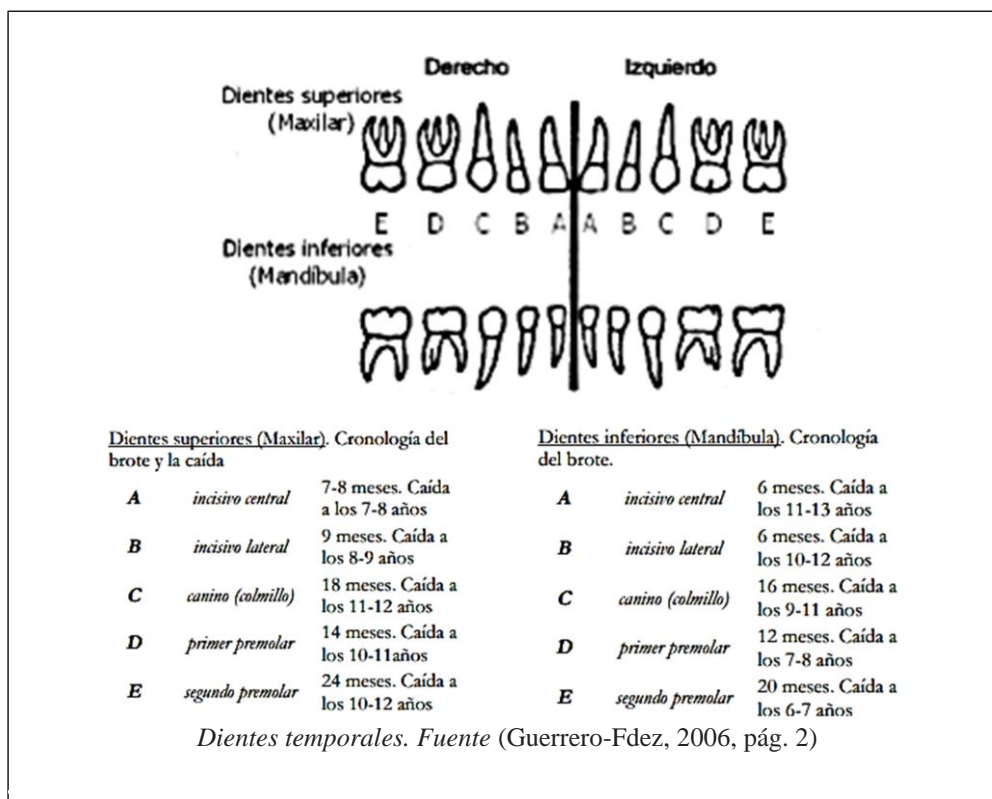 Derecho Izquierdo
Dientes superiores
(Maxilar)
E D C B A A B C D E
Dientes inferiores
(Mandíbula)
Dientes superiores (Maxilar). Cronología del
brote y la caída
A incisivo central 7-8 meses. Caída
a los 7-8 años
B incisivo lateral 9 meses. Caída a
los 8-9 años
C canino (colmillo) 18 meses. Caída a
los 11-12 años
D primer premolar 14 meses. Caída a
los 10-11años
E segundo premolar 24 meses. Caída a
los 10-12 años
Dientes inferiores (Mandíbula). Cronología
del brote.
A incisivo central 6 meses. Caída a
los 11-13 años
B incisivo lateral 6 meses. Caída a
los 10-12 años
C canino (colmillo) 16 meses. Caída a
los 9-11 años
D primer premolar 12 meses. Caída a
los 7-8 años
E segundo premolar 20 meses. Caída a
los 6-7 años
Dientes temporales. Fuente (Guerrero-Fdez, 2006, pág. 2)